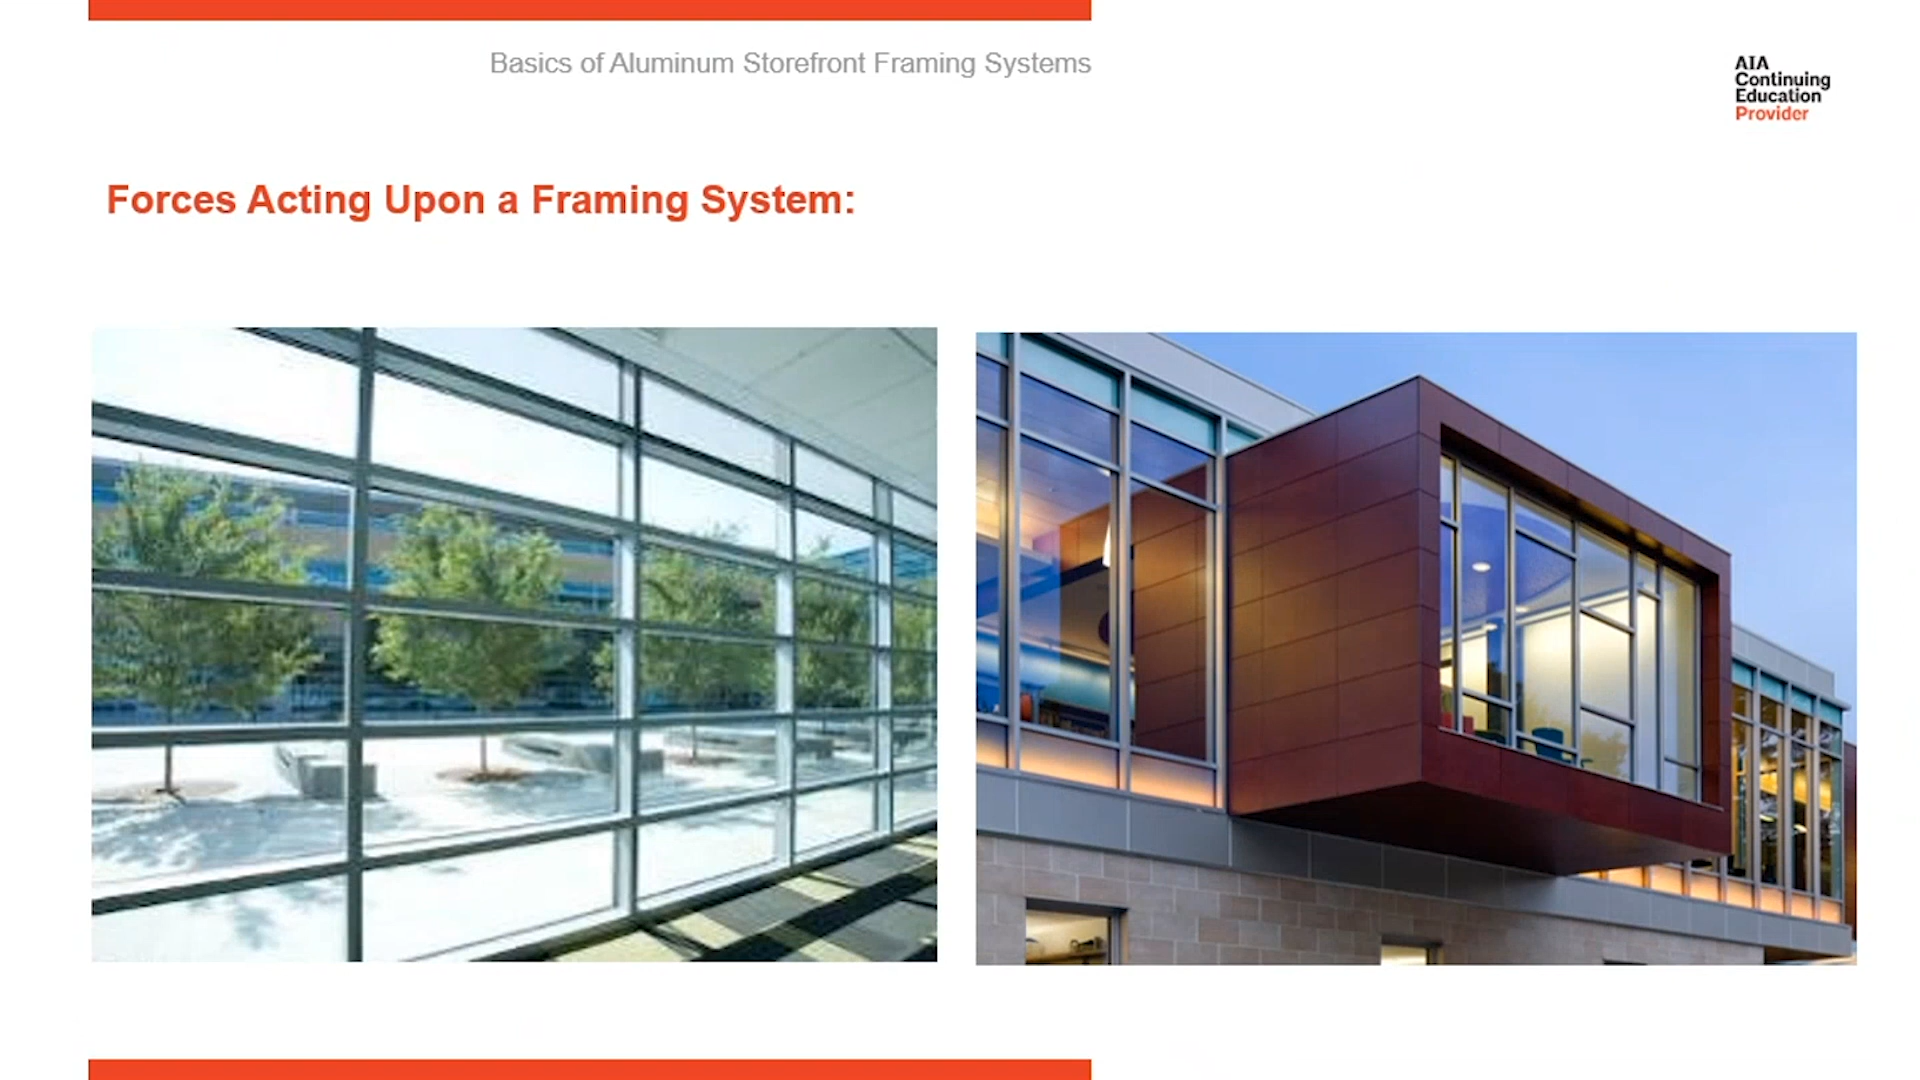 Basics of Aluminum Storefront Framing Systems
AIA
Continuing
Education
Provider
Forces Acting Upon a Framing System: